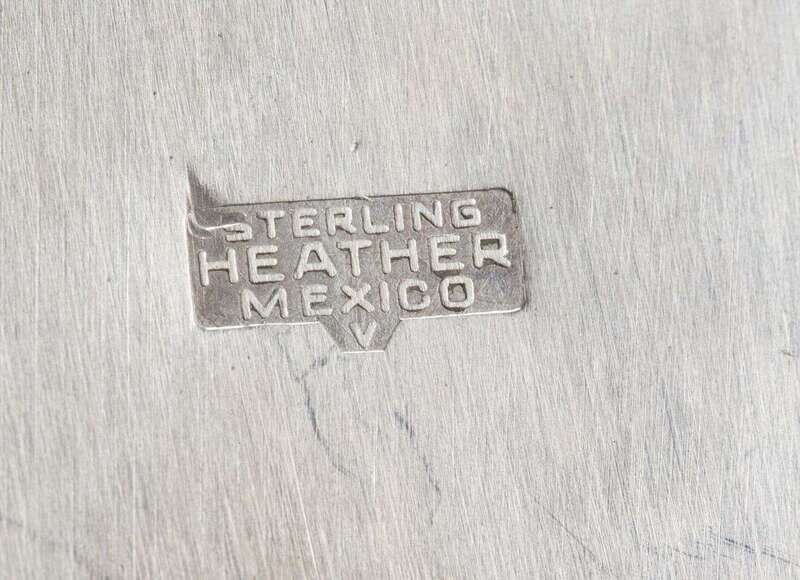 STERLING
HEATHER
MEXICO
V